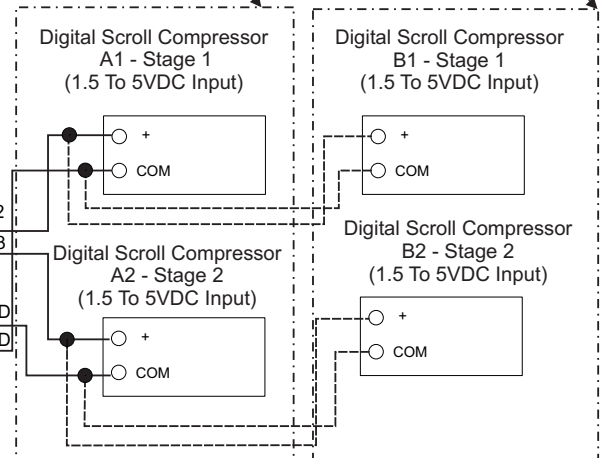 Digital Scroll Compressor
A1 - Stage 1
(1.5 To 5VDC Input)
+
COM
Digital Scroll Compressor
B1 - Stage 1
(1.5 To 5VDC Input)
+
COM
Digital Scroll Compressor
A2 - Stage 2
(1.5 To 5VDC Input)
+
COM
Digital Scroll Compressor
B2 - Stage 2
(1.5 To 5VDC Input)
+
COM
D
D